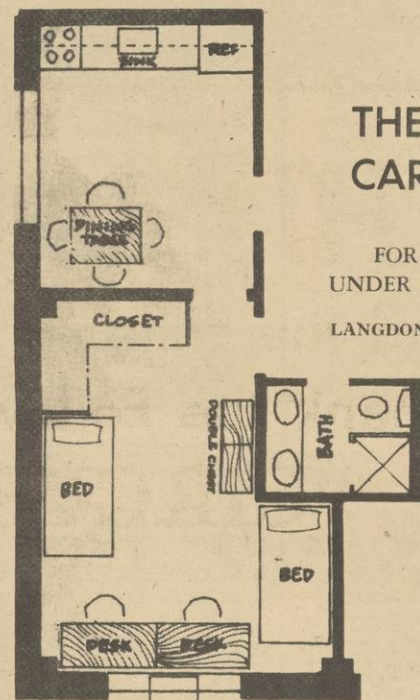 SINK
REF
DINING
TABLE
CLOSET
DOUBLE CHEST
BATH
BED
BED
DESK
DESK
THE
CAR
FOR
UNDER
LANGDON